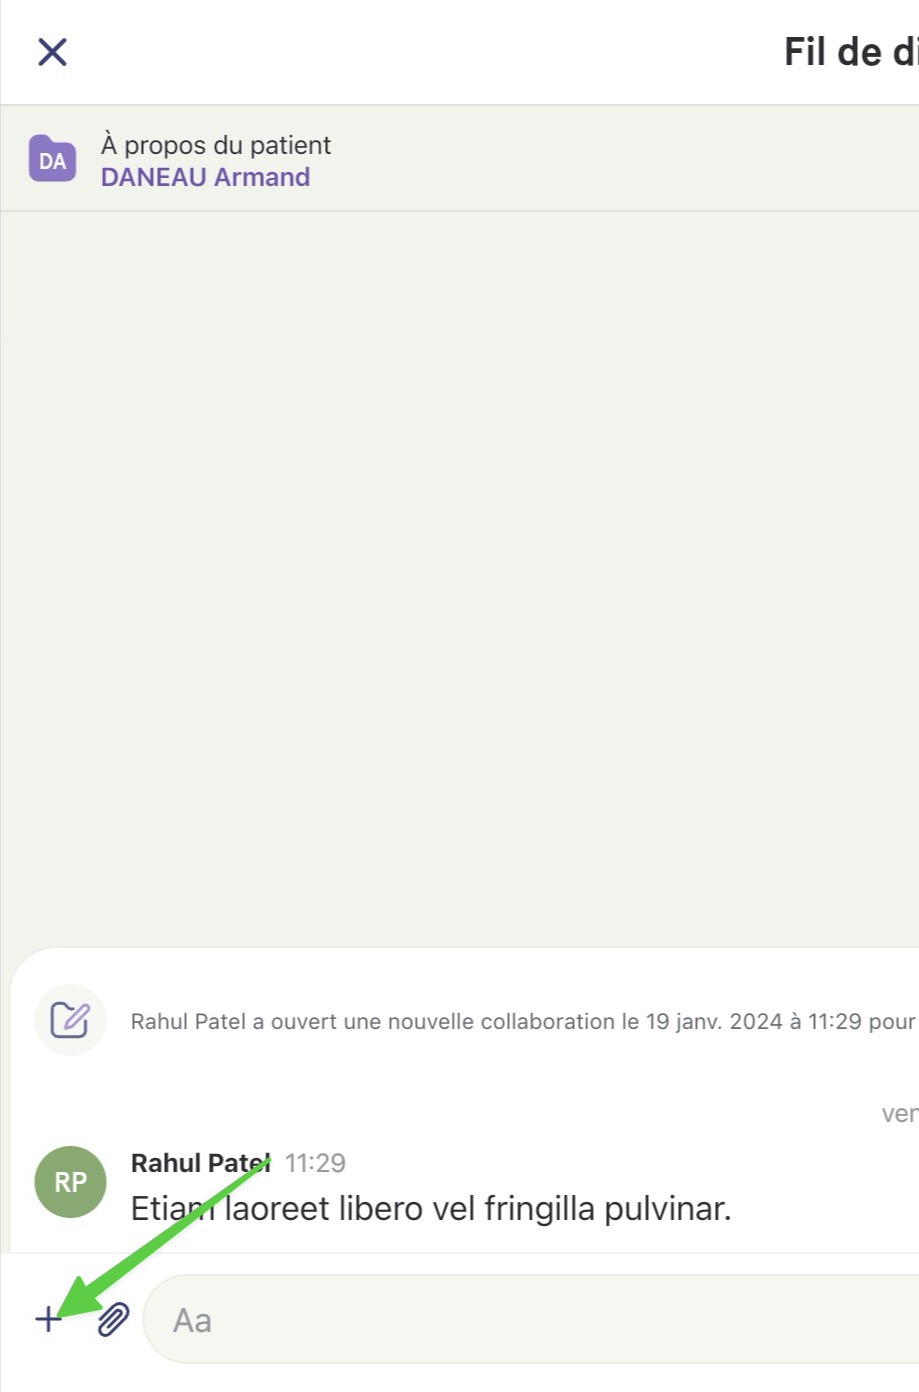 Fil de di
DA
À propos du patient
DANEAU Armand
Rahul Patel a ouvert une nouvelle collaboration le 19 janv. 2024 à 11:29 pour
ven
Rahul Patel 11:29
RP
Etiam laoreet libero vel fringilla pulvinar.
Aa